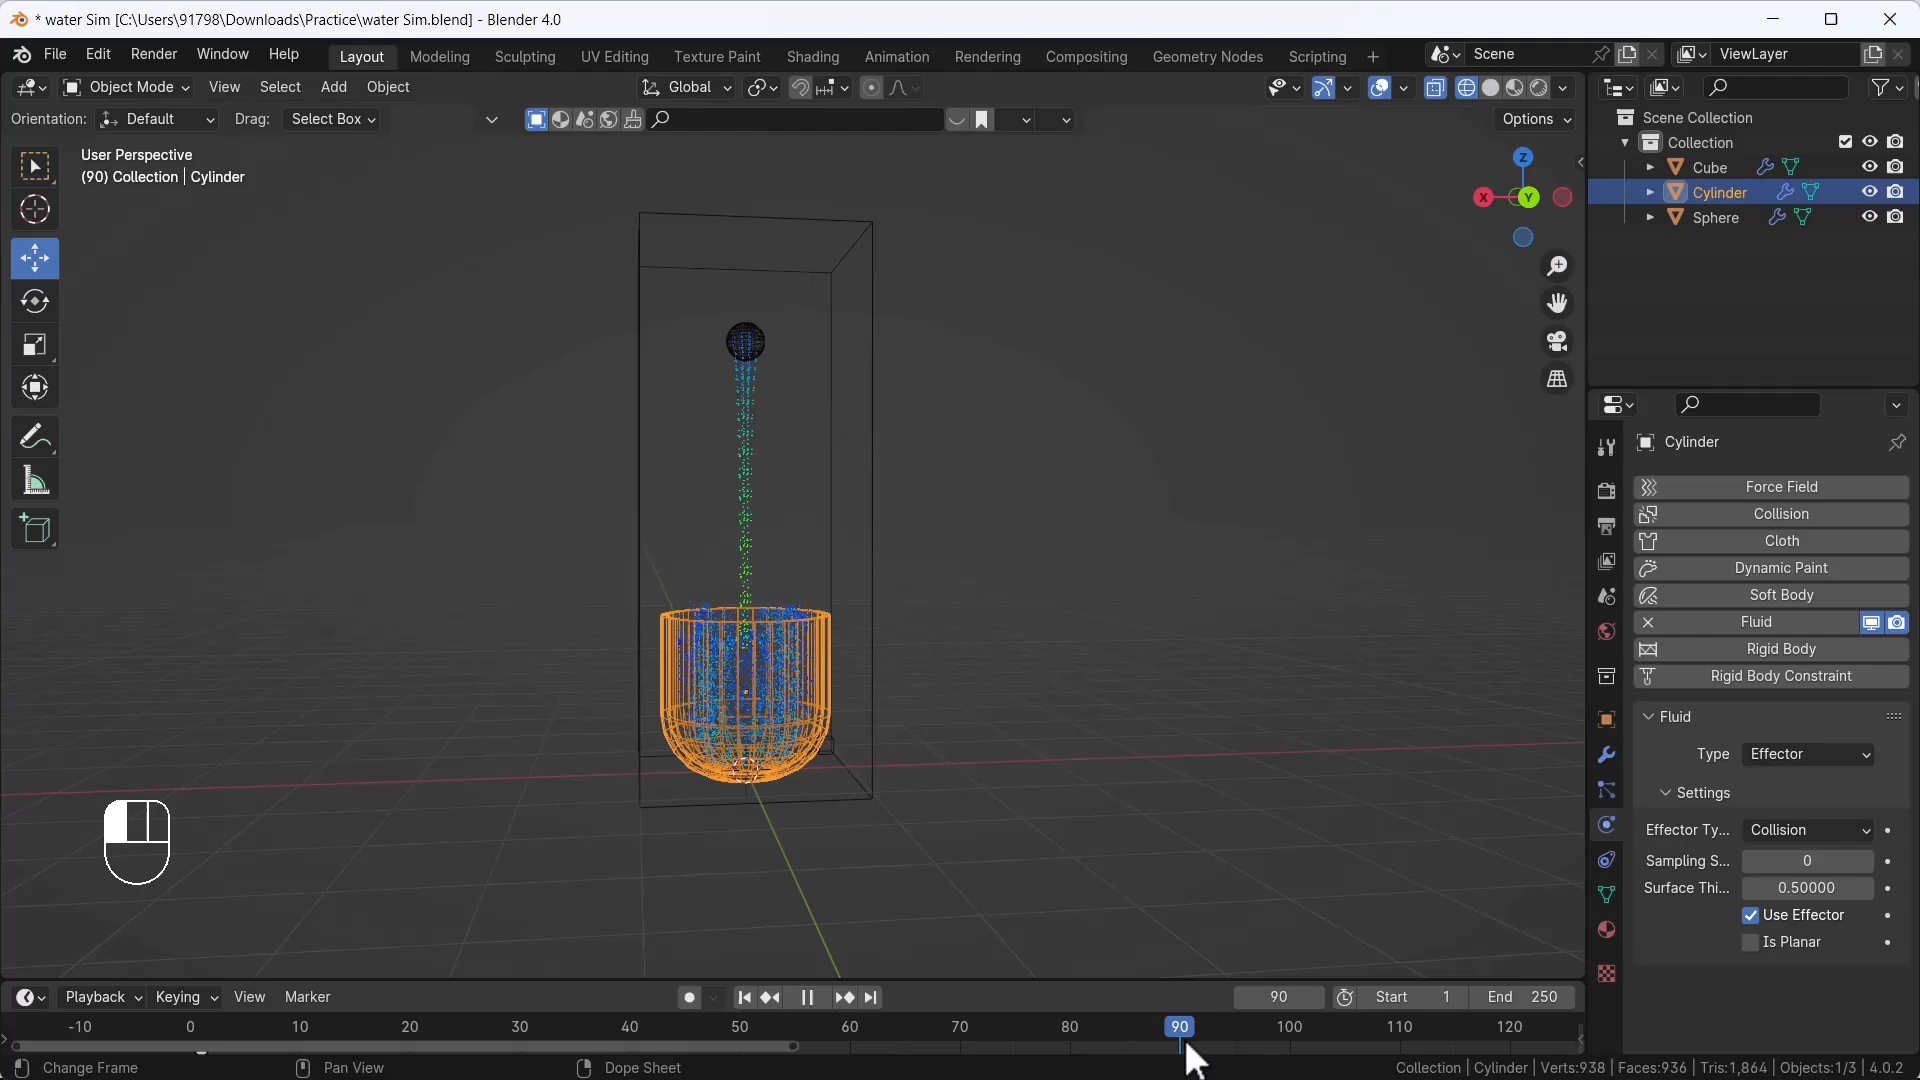 * water Sim [C:\Users\91798\Downloads\Practice\water Sim.blend] - Blender 4.0
File Edit Render Window Help
Layout Modeling Sculpting UV Editing Texture Paint Shading Animation Rendering Compositing Geometry Nodes Scripting +
Scene
ViewLayer
Object Mode View Select Add Object
Global
Orientation: Default Drag: Select Box
Options
User Perspective
(90) Collection | Cylinder
Z
X
Y
Scene Collection
Collection
Cube
Cylinder
Sphere
Cylinder
Force Field
Collision
Cloth
Dynamic Paint
Soft Body
Fluid
Rigid Body
Rigid Body Constraint
Fluid
Type Effector
Settings
Effector Ty... Collision
Sampling S... 0
Surface Thi... 0.50000
Use Effector
Is Planar
Playback Keying View Marker
90
Start 1
End 250
-10 0 10 20 30 40 50 60 70 80 90 100 110 120
Change Frame
Pan View
Dope Sheet
Collection | Cylinder | Verts:938 | Faces:936 | Tris:1,864 | Objects:1/3 | 4.0.2